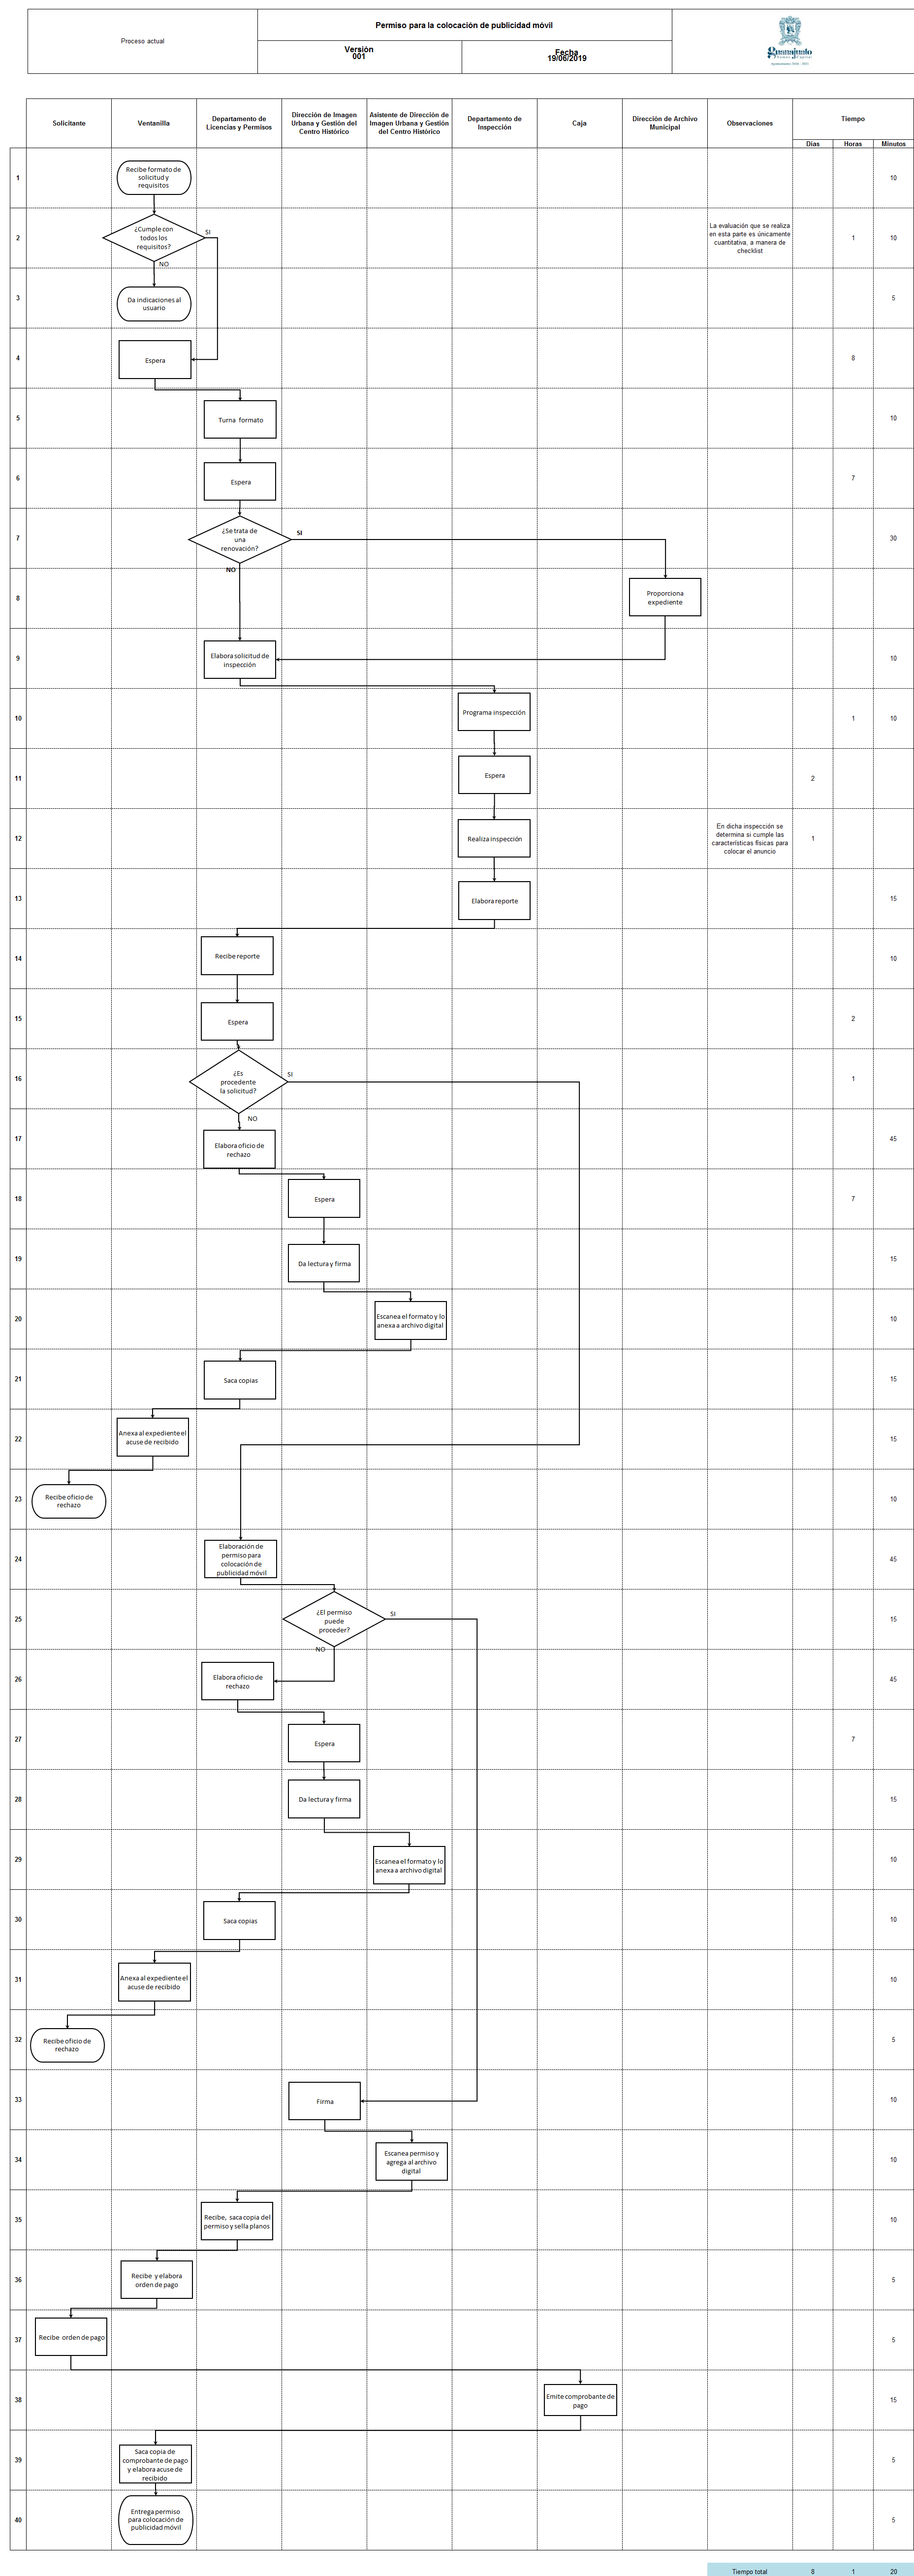 Proceso actual
Permiso para la colocación de publicidad móvil
Versión
001
Fecha
19/06/2019
Guanajuato
Somos Capital
Ayuntamiento 2018 - 2021
Solicitante
Ventanilla
Departamento de
Licencias y Permisos
Dirección de Imagen
Urbana y Gestión del
Centro Histórico
Asistente de Dirección de
Imagen Urbana y Gestión
del Centro Histórico
Departamento de
Inspección
Caja
Dirección de Archivo
Municipal
Observaciones
Tiempo
Días
Horas
Minutos
1
Recibe formato de
solicitud y
requisitos
10
2
¿Cumple con
todos los
requisitos?
SI
NO
La evaluación que se realiza
en esta parte es únicamente
cuantitativa, a manera de
checklist
1
10
3
Da indicaciones al
usuario
5
4
Espera
8
5
Turna formato
10
6
Espera
7
7
¿Se trata de
una
renovación?
SI
NO
30
8
Proporciona
expediente
9
Elabora solicitud de
inspección
10
10
Programa inspección
1
10
11
Espera
2
12
Realiza inspección
En dicha inspección se
determina si cumple las
características físicas para
colocar el anuncio
1
13
Elabora reporte
15
14
Recibe reporte
10
15
Espera
2
16
¿Es
procedente
la solicitud?
SI
NO
1
17
Elabora oficio de
rechazo
45
18
Espera
7
19
Da lectura y firma
15
20
Escanea el formato y lo
anexa a archivo digital
10
21
Saca copias
15
22
Anexa al expediente el
acuse de recibido
15
23
Recibe oficio de
rechazo
10
24
Elaboración de
permiso para
colocación de
publicidad móvil
45
25
¿El permiso
puede
proceder?
SI
NO
15
26
Elabora oficio de
rechazo
45
27
Espera
7
28
Da lectura y firma
15
29
Escanea el formato y lo
anexa a archivo digital
10
30
Saca copias
10
31
Anexa al expediente el
acuse de recibido
10
32
Recibe oficio de
rechazo
5
33
Firma
10
34
Escanea permiso y
agrega al archivo
digital
10
35
Recibe, saca copia del
permiso y sella planos
10
36
Recibe y elabora
orden de pago
5
37
Recibe orden de pago
5
38
Emite comprobante de
pago
15
39
Saca copia de
comprobante de pago
y elabora acuse de
recibido
5
40
Entrega permiso
para colocación de
publicidad móvil
5
Tiempo total
8
1
20